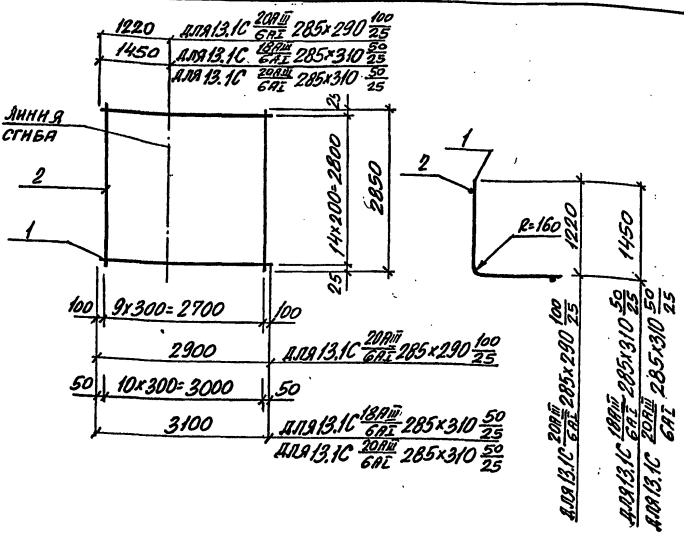 1220 ДЛЯ 13.1С 20АIII/6АI 285×290 100/25
1450 ДЛЯ 13.1С 18АIII/6АI 285×310 50/25
ДЛЯ 13.1С 20АIII/6АI 285×310 50/25
ЛИНИЯ
СГИБА
2
1
25
14×200=2800
2850
25
100 9×300=2700 100
2900 ДЛЯ 13.1С 20АIII/6АI 285×290 100/25
50 10×300=3000 50
3100 ДЛЯ 13.1С 18АIII/6АI 285×310 50/25
ДЛЯ 13.1С 20АIII/6АI 285×310 50/25
1
2
R=160
1220
1450
ДЛЯ 13.1С 20АIII/6АI 285×290 100/25
ДЛЯ 13.1С 18АIII/6АI 285×310 50/25
ДЛЯ 13.1С 20АIII/6АI 285×310 50/25